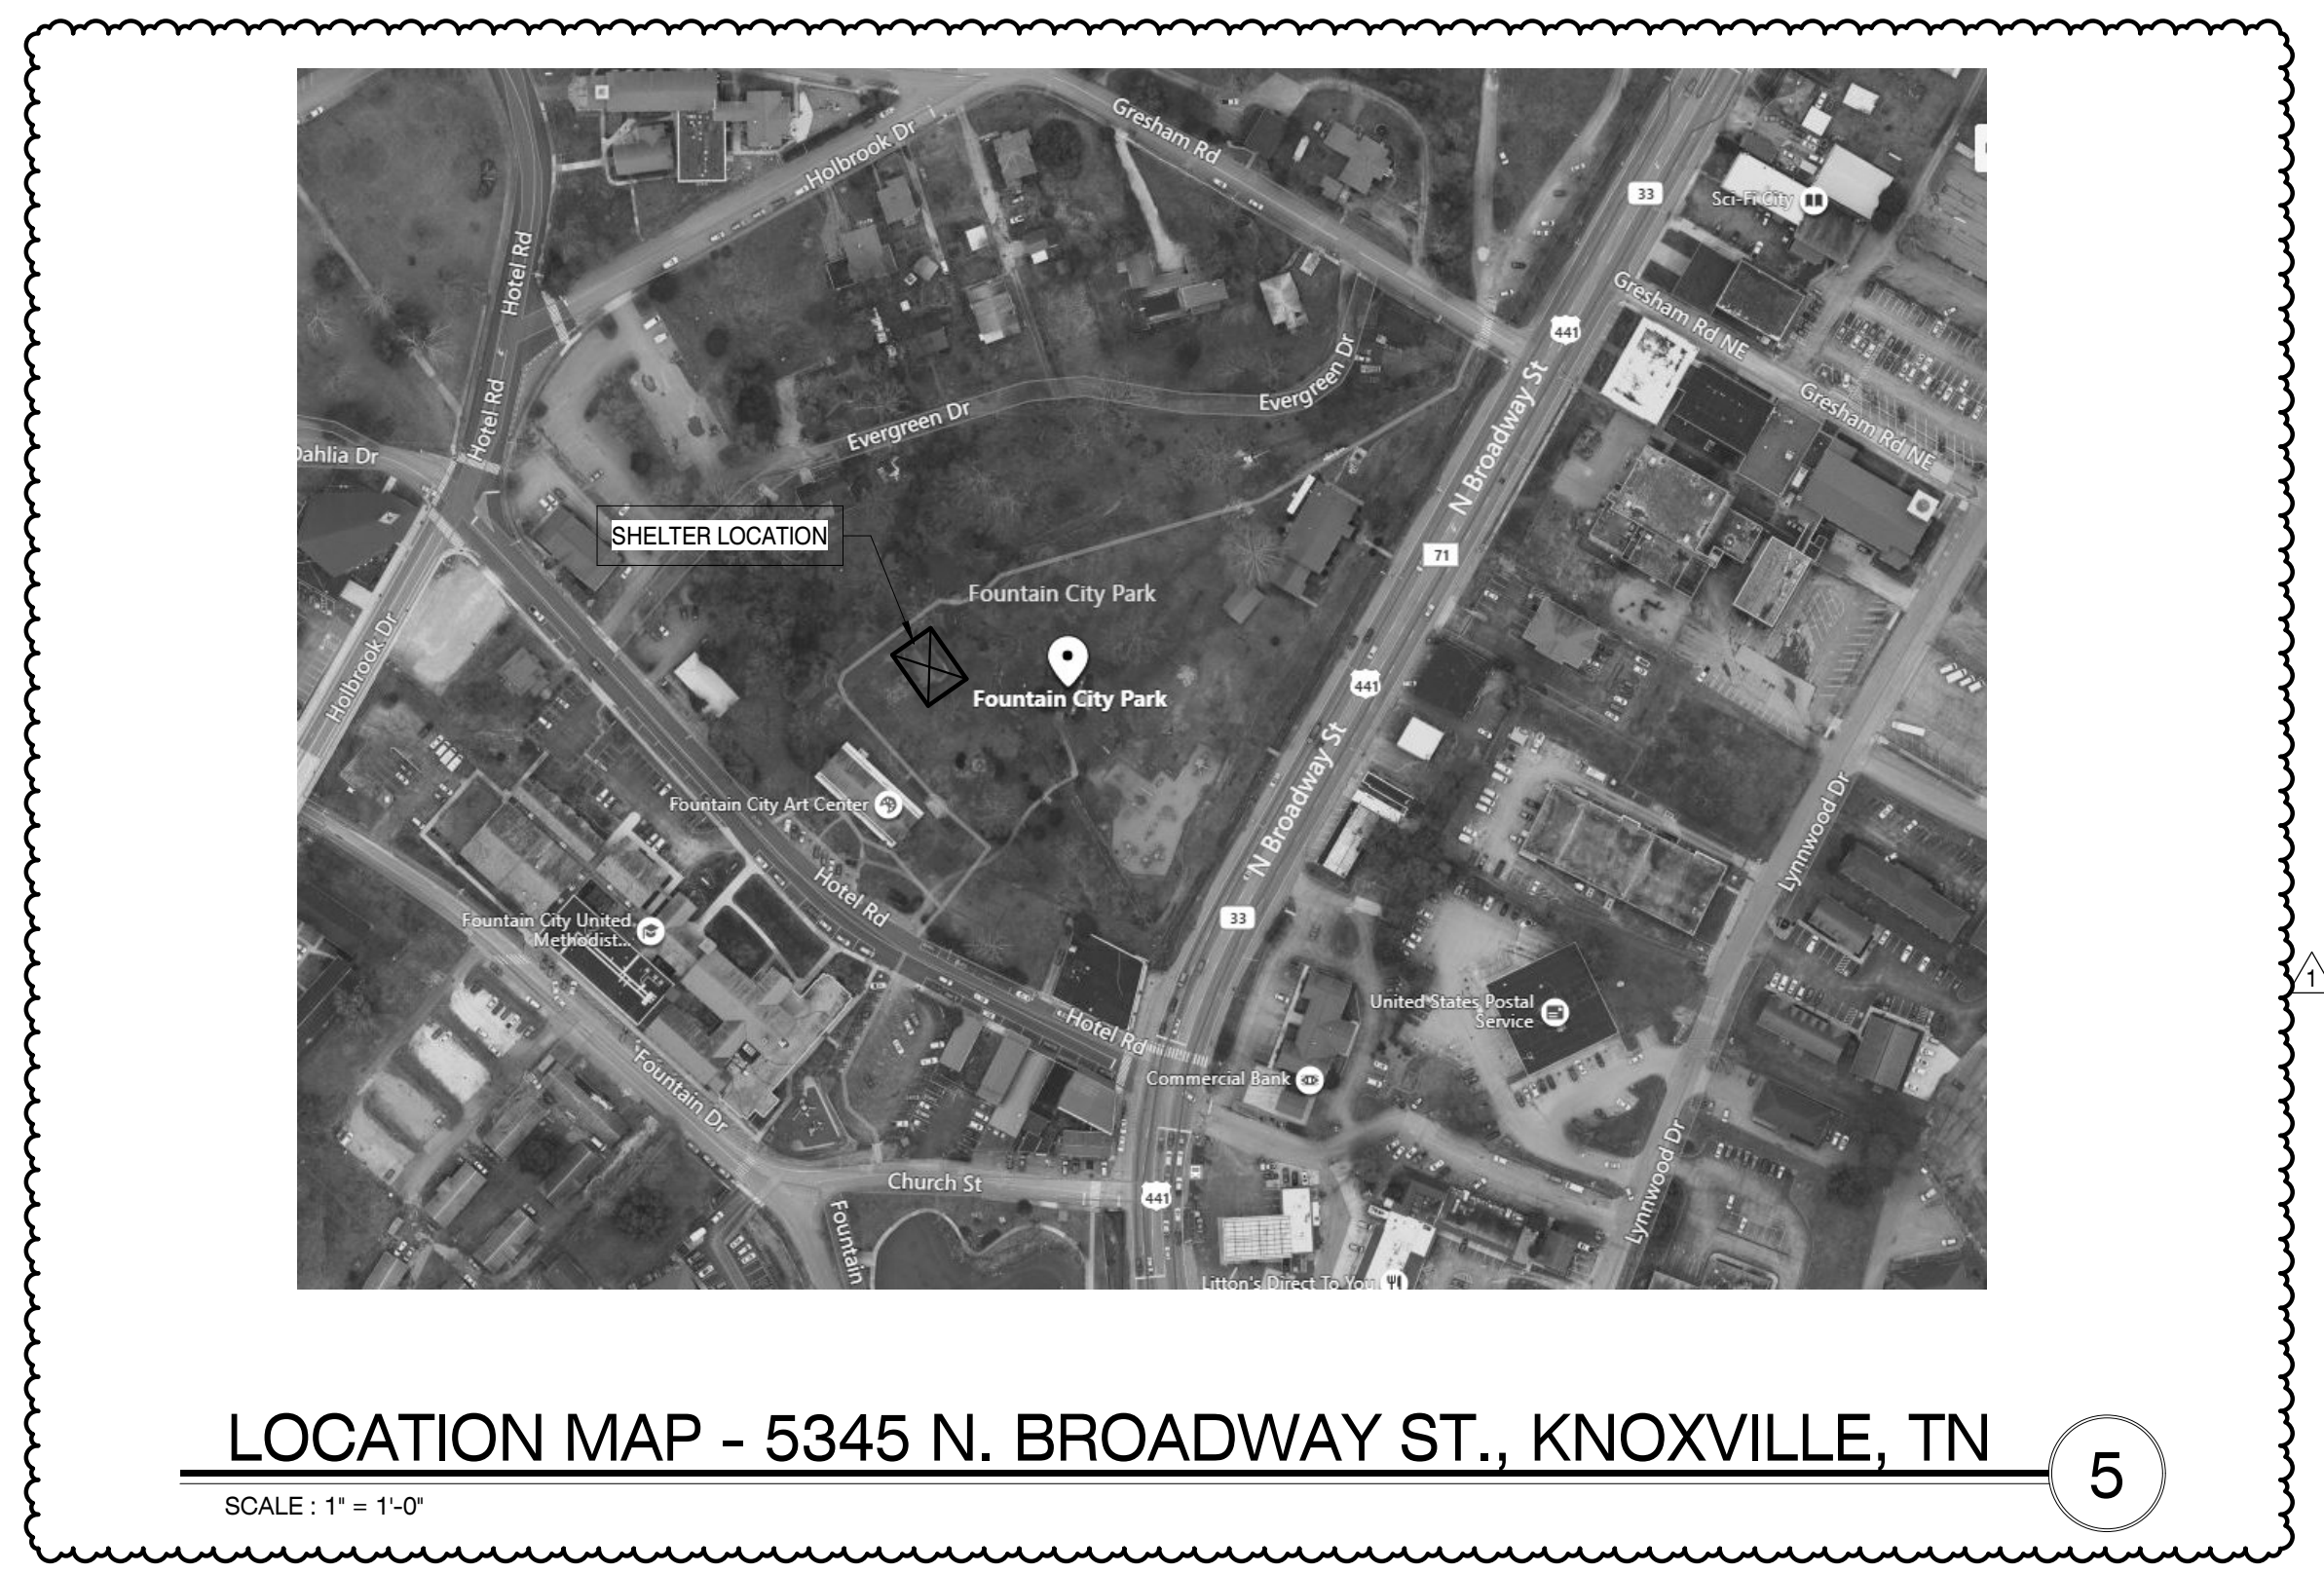 Holbrook Dr
Gresham Rd
33
Sci-Fi City
Hotel Rd
Gresham Rd NE
441
Evergreen Dr
N Broadway St
Hotel Rd
Evergreen Dr
Gresham Rd NE
Dahlia Dr
SHELTER LOCATION
71
Fountain City Park
Holbrook Dr
441
Fountain City Park
N Broadway St
Fountain City Art Center
Lynnwood Dr
Hotel Rd
33
Fountain City United
Methodist...
1
United States Postal
Service
Hotel Rd
Commercial Bank
Fountain Dr
Lynnwood Dr
Church St
441
Fountain
Litton's Direct To You
LOCATION MAP - 5345 N. BROADWAY ST., KNOXVILLE, TN
5
SCALE : 1" = 1'-0"